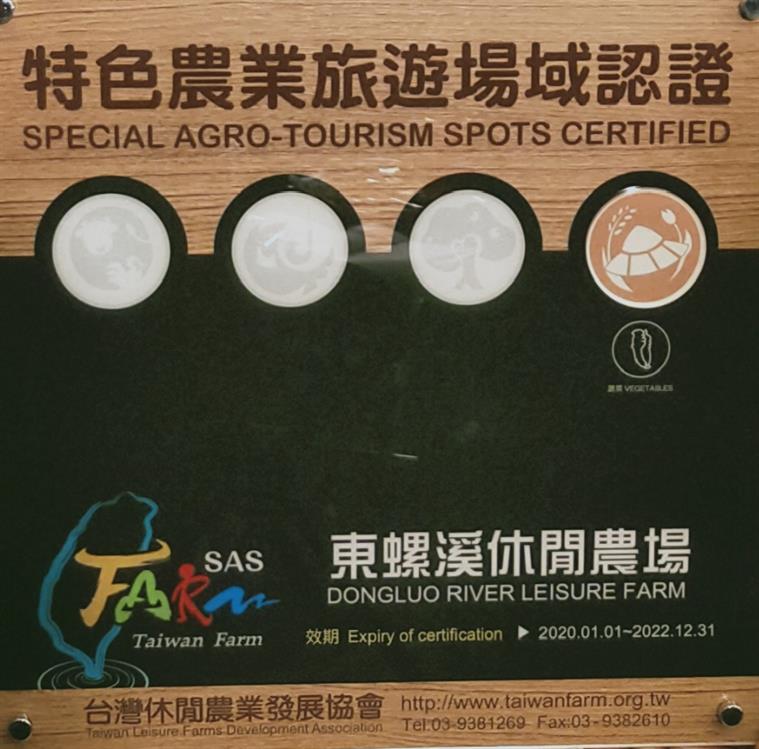 特色農業旅遊場域認證
SPECIAL AGRO-TOURISM SPOTS CERTIFIED
蔬菜 VEGETABLES
SAS
FARM
Taiwan Farm
東螺溪休閒農場
DONGLUO RIVER LEISURE FARM
效期 Expiry of certification ▶ 2020.01.01~2022.12.31
台灣休閒農業發展協會
Taiwan Leisure Farms Development Association
http://www.taiwanfarm.org.tw
Tel:03-9381269 Fax:03-9382610